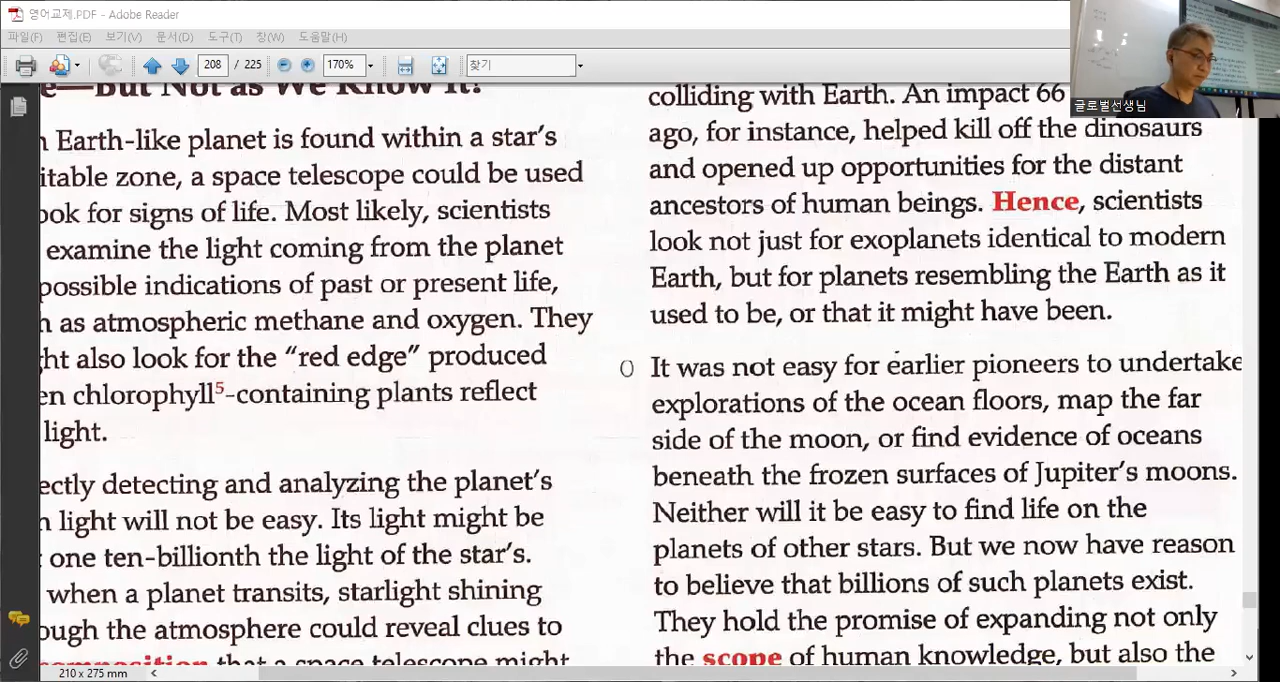 영어교제.PDF - Adobe Reader
파일(F) 편집(E) 보기(V) 문서(D) 도구(T) 창(W) 도움말(H)
208 / 225 170% 찾기
글로벌선생님
e—But Not as We Know It!
n Earth-like planet is found within a star's
itable zone, a space telescope could be used
ook for signs of life. Most likely, scientists
examine the light coming from the planet
possible indications of past or present life,
h as atmospheric methane and oxygen. They
ght also look for the "red edge" produced
en chlorophyll5-containing plants reflect
light.
ectly detecting and analyzing the planet's
n light will not be easy. Its light might be
one ten-billionth the light of the star's.
when a planet transits, starlight shining
ough the atmosphere could reveal clues to
composition that a space telescope might
colliding with Earth. An impact 66
ago, for instance, helped kill off the dinosaurs
and opened up opportunities for the distant
ancestors of human beings. Hence, scientists
look not just for exoplanets identical to modern
Earth, but for planets resembling the Earth as it
used to be, or that it might have been.
O It was not easy for earlier pioneers to undertake
explorations of the ocean floors, map the far
side of the moon, or find evidence of oceans
beneath the frozen surfaces of Jupiter's moons.
Neither will it be easy to find life on the
planets of other stars. But we now have reason
to believe that billions of such planets exist.
They hold the promise of expanding not only
the scope of human knowledge, but also the
210 x 275 mm